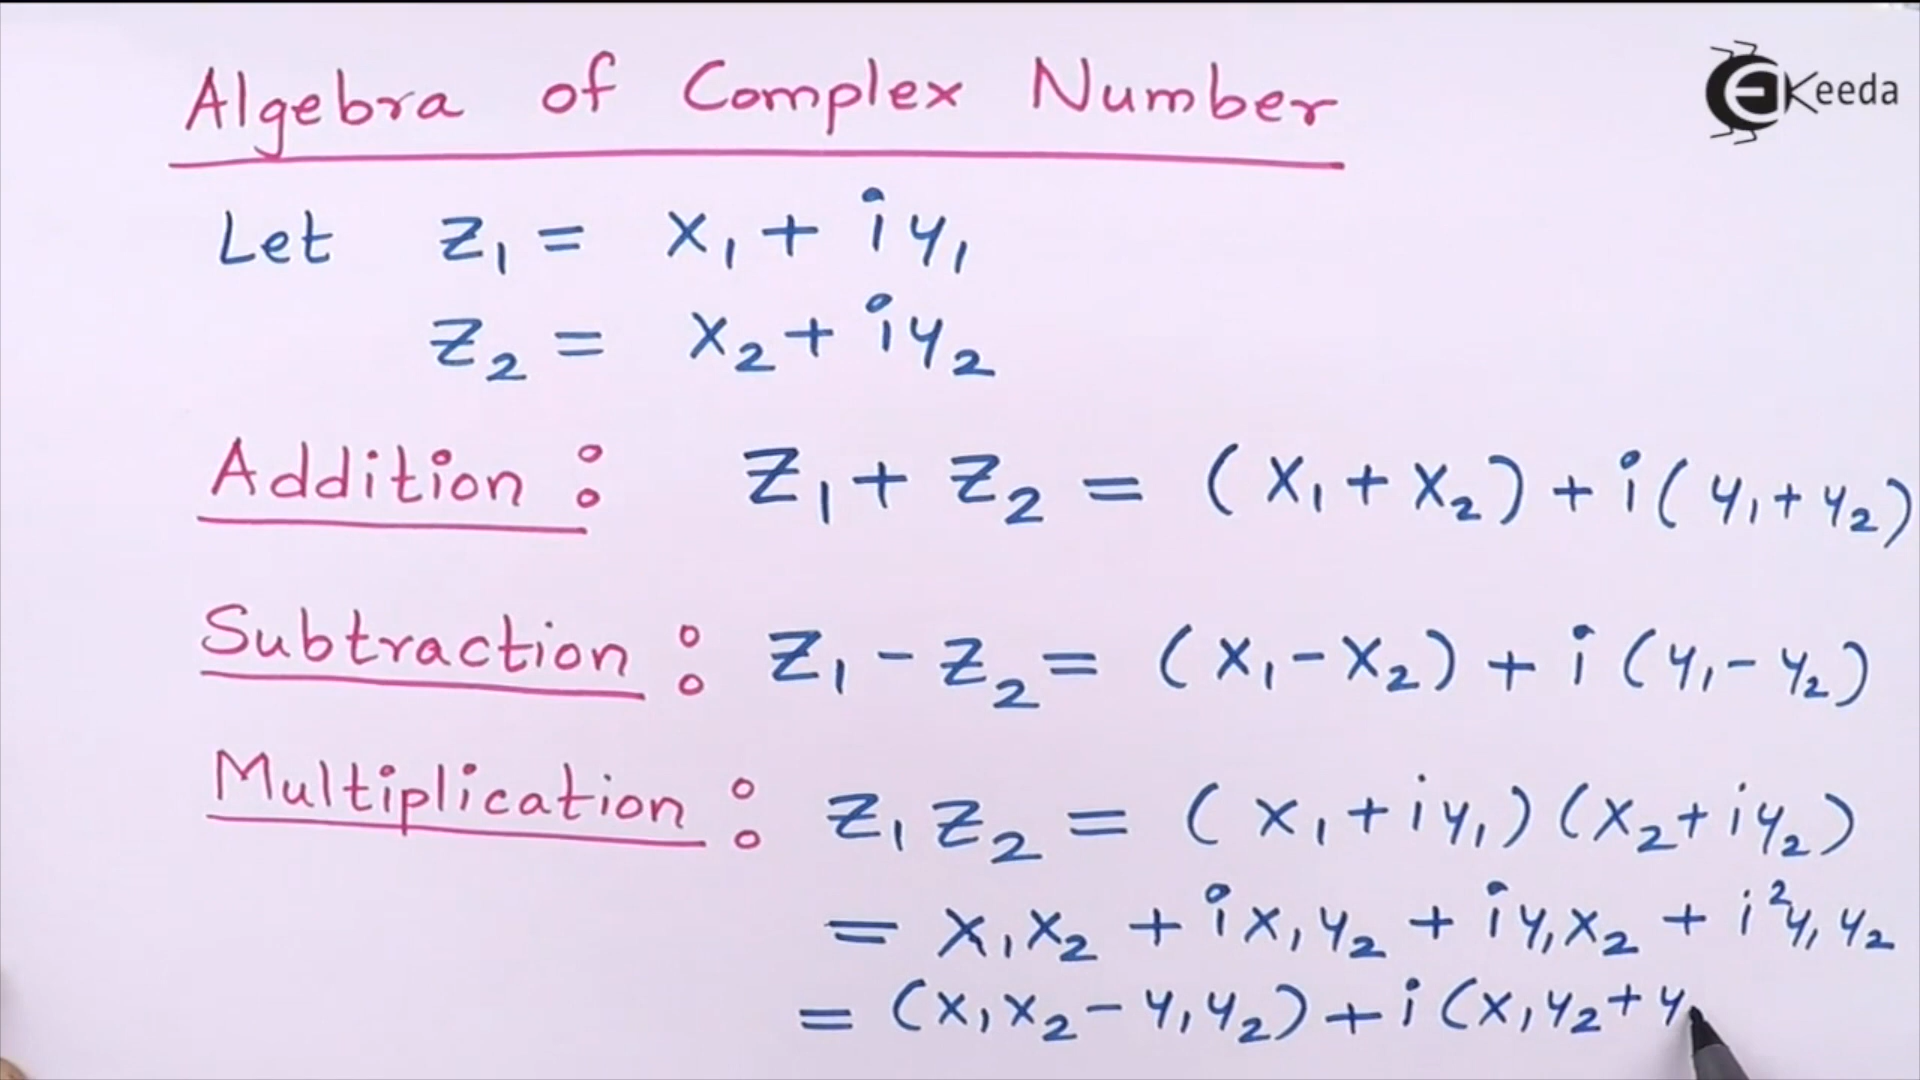 Algebra of Complex Number
EKeeda
Let z₁ = x₁ + iy₁
z₂ = x₂ + iy₂
Addition : z₁ + z₂ = (x₁ + x₂) + i(y₁ + y₂)
Subtraction : z₁ - z₂ = (x₁ - x₂) + i(y₁ - y₂)
Multiplication : z₁z₂ = (x₁ + iy₁)(x₂ + iy₂)
= x₁x₂ + ix₁y₂ + iy₁x₂ + i²y₁y₂
= (x₁x₂ - y₁y₂) + i(x₁y₂ + y